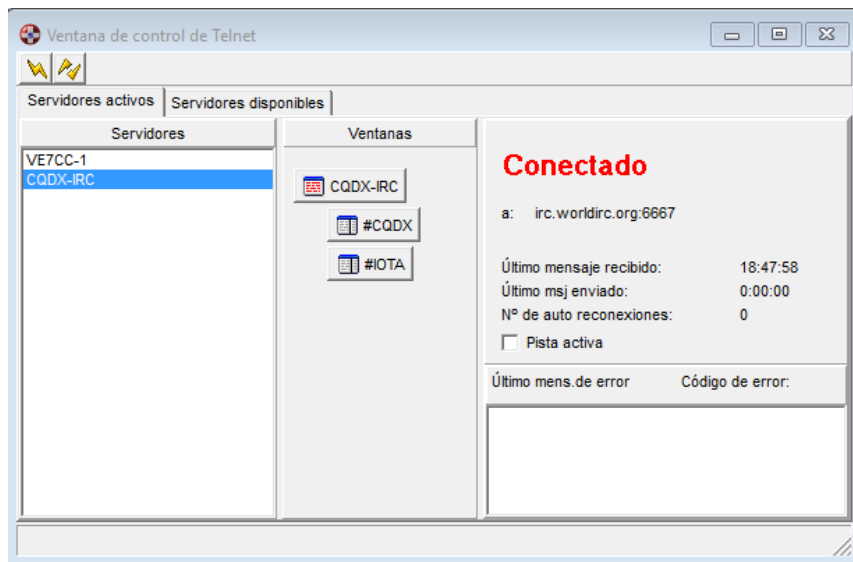 Ventana de control de Telnet
Servidores activos Servidores disponibles
Servidores
VE7CC-1
CQDX-IRC
Ventanas
CQDX-IRC
#CQDX
#IOTA
Conectado
a: irc.worldirc.org:6667
Último mensaje recibido: 18:47:58
Último msj enviado: 0:00:00
Nº de auto reconexiones: 0
Pista activa
Último mens.de error Código de error: